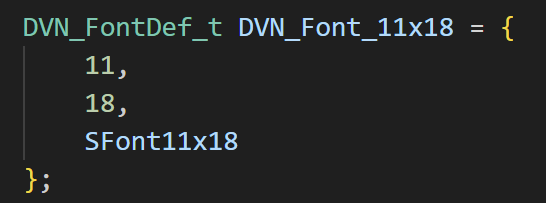 DVN_FontDef_t DVN_Font_11x18 = {
    11,
    18,
    SFont11x18
};